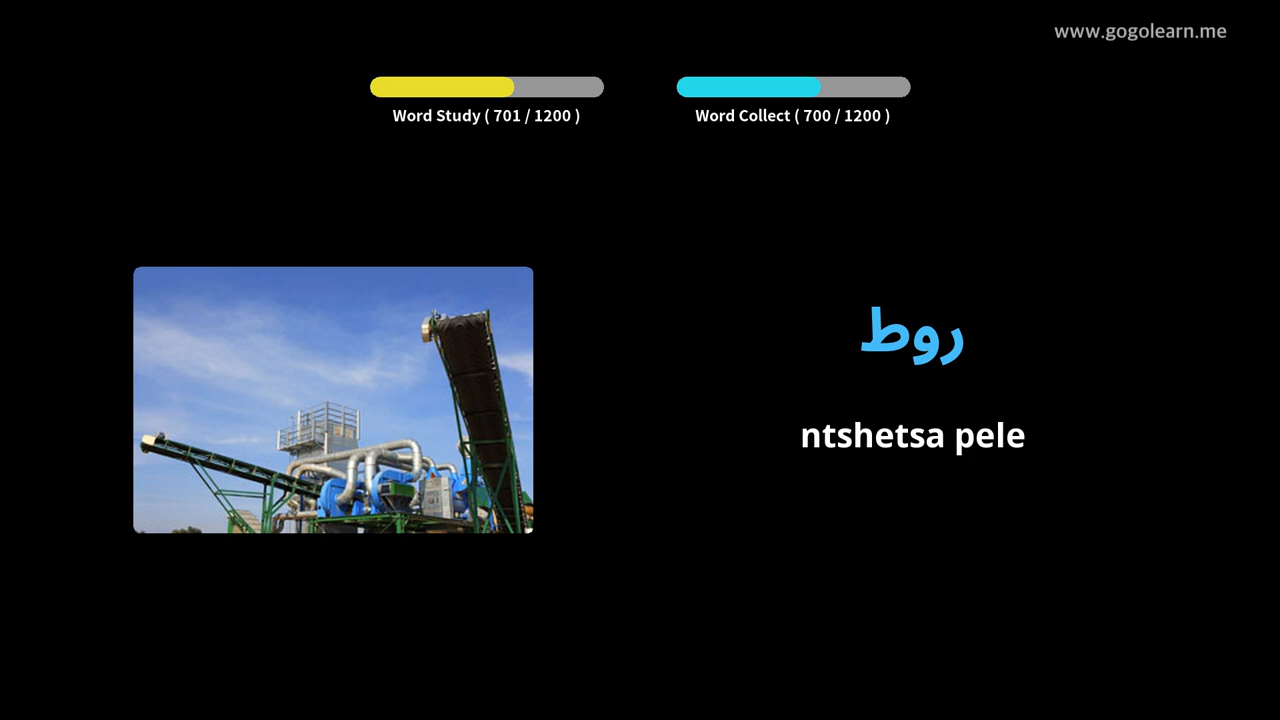 www.gogolearn.me
Word Study ( 701 / 1200 )
Word Collect ( 700 / 1200 )
روط
ntshetsa pele